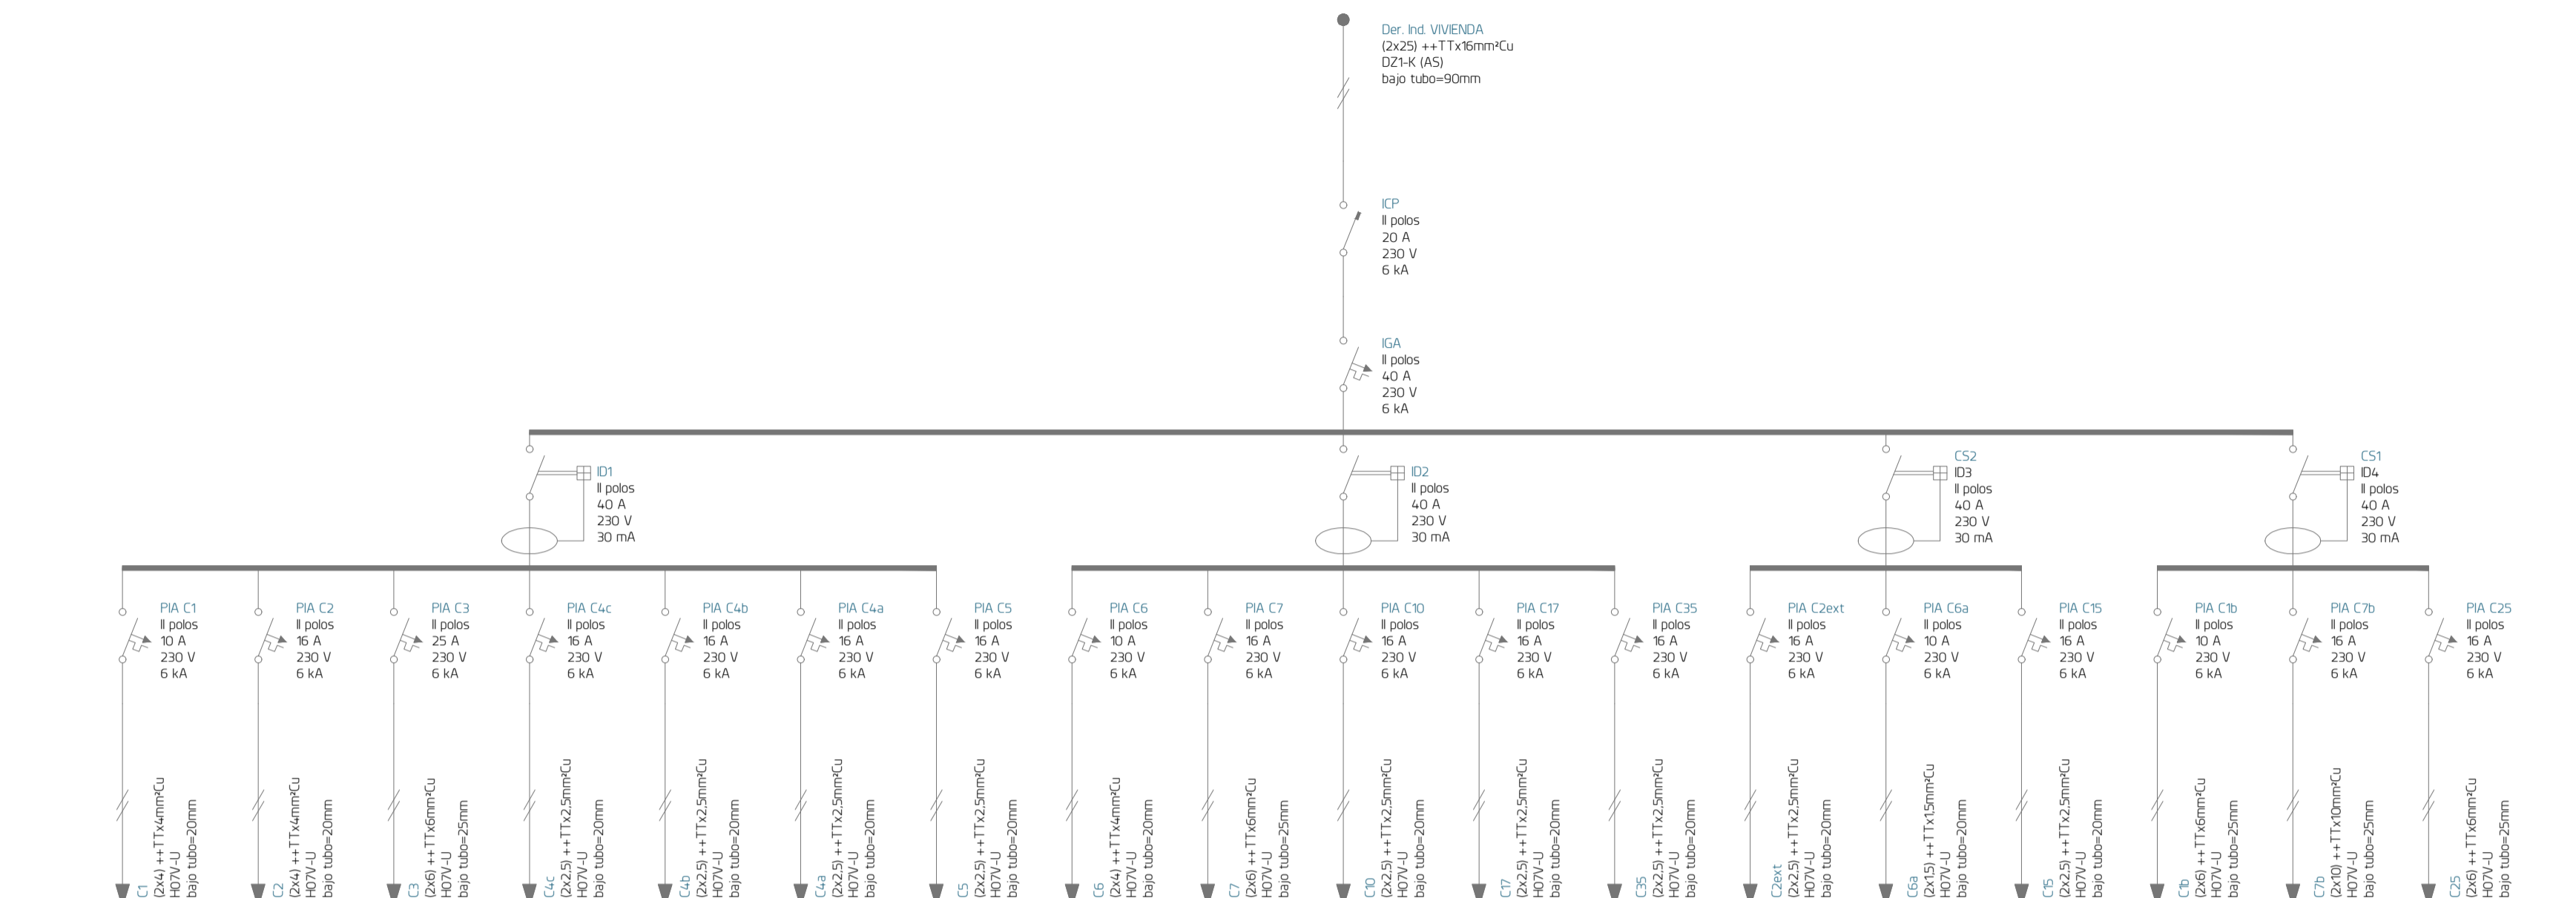 Der. Ind. VIVIENDA
(2x25) ++TTx16mm²Cu
DZ1-K (AS)
bajo tubo=90mm
ICP
II polos
20 A
230 V
6 kA
IGA
II polos
40 A
230 V
6 kA
ID1
II polos
40 A
230 V
30 mA
ID2
II polos
40 A
230 V
30 mA
CS2
ID3
II polos
40 A
230 V
30 mA
CS1
ID4
II polos
40 A
230 V
30 mA
PIA C1
II polos
10 A
230 V
6 kA
PIA C2
II polos
16 A
230 V
6 kA
PIA C3
II polos
25 A
230 V
6 kA
PIA C4c
II polos
16 A
230 V
6 kA
PIA C4b
II polos
16 A
230 V
6 kA
PIA C4a
II polos
16 A
230 V
6 kA
PIA C5
II polos
16 A
230 V
6 kA
PIA C6
II polos
10 A
230 V
6 kA
PIA C7
II polos
16 A
230 V
6 kA
PIA C10
II polos
16 A
230 V
6 kA
PIA C17
II polos
16 A
230 V
6 kA
PIA C35
II polos
16 A
230 V
6 kA
PIA C2ext
II polos
16 A
230 V
6 kA
PIA C6a
II polos
10 A
230 V
6 kA
PIA C15
II polos
16 A
230 V
6 kA
PIA C1b
II polos
10 A
230 V
6 kA
PIA C7b
II polos
16 A
230 V
6 kA
PIA C25
II polos
16 A
230 V
6 kA
C1
(2x4) ++TTx4mm²Cu
H07V-U
bajo tubo=20mm
C2
(2x4) ++TTx4mm²Cu
H07V-U
bajo tubo=20mm
C3
(2x6) ++TTx6mm²Cu
H07V-U
bajo tubo=25mm
C4c
(2x2,5) ++TTx2,5mm²Cu
H07V-U
bajo tubo=20mm
C4b
(2x2,5) ++TTx2,5mm²Cu
H07V-U
bajo tubo=20mm
C4a
(2x2,5) ++TTx2,5mm²Cu
H07V-U
bajo tubo=20mm
C5
(2x2,5) ++TTx2,5mm²Cu
H07V-U
bajo tubo=20mm
C6
(2x4) ++TTx4mm²Cu
H07V-U
bajo tubo=20mm
C7
(2x6) ++TTx6mm²Cu
H07V-U
bajo tubo=25mm
C10
(2x2,5) ++TTx2,5mm²Cu
H07V-U
bajo tubo=20mm
C17
(2x2,5) ++TTx2,5mm²Cu
H07V-U
bajo tubo=20mm
C35
(2x2,5) ++TTx2,5mm²Cu
H07V-U
bajo tubo=20mm
C2ext
(2x2,5) ++TTx2,5mm²Cu
H07V-U
bajo tubo=20mm
C6a
(2x1,5) ++TTx1,5mm²Cu
H07V-U
bajo tubo=20mm
C15
(2x2,5) ++TTx2,5mm²Cu
H07V-U
bajo tubo=20mm
C1b
(2x6) ++TTx6mm²Cu
H07V-U
bajo tubo=25mm
C7b
(2x10) ++TTx10mm²Cu
H07V-U
bajo tubo=25mm
C25
(2x6) ++TTx6mm²Cu
H07V-U
bajo tubo=25mm